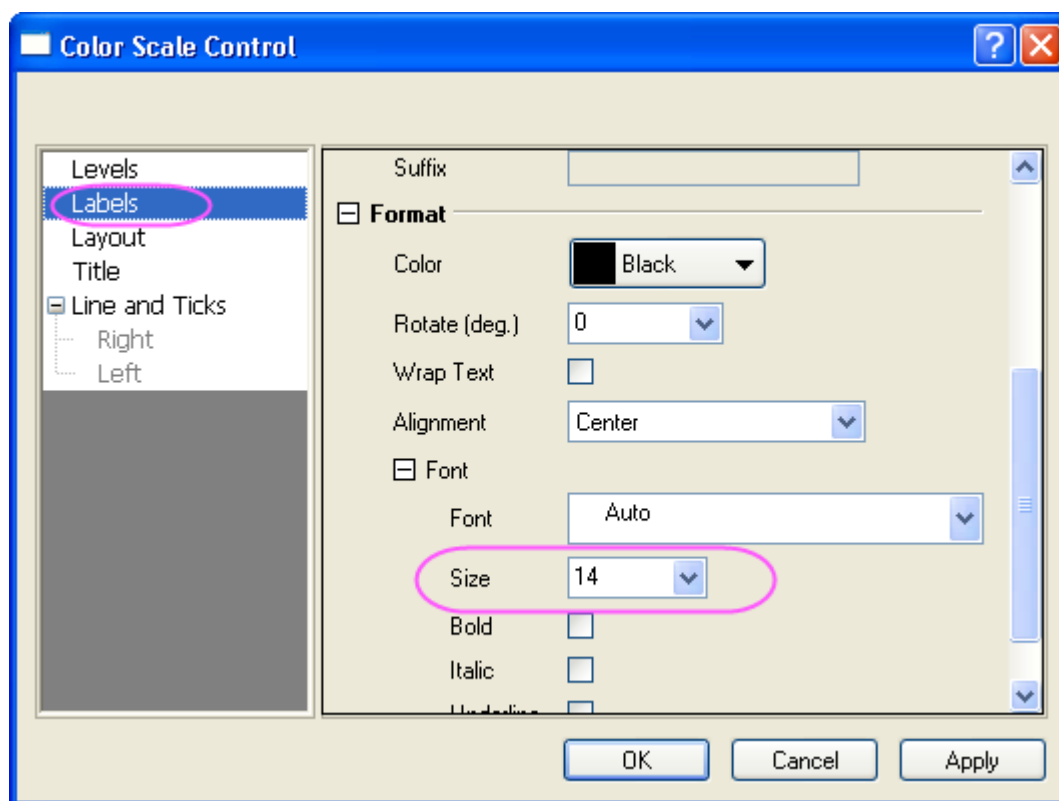 Color Scale Control
Levels
Labels
Layout
Title
Line and Ticks
Right
Left
Suffix
Format
Color Black
Rotate (deg.) 0
Wrap Text
Alignment Center
Font
Font Auto
Size 14
Bold
Italic
Underline
OK Cancel Apply